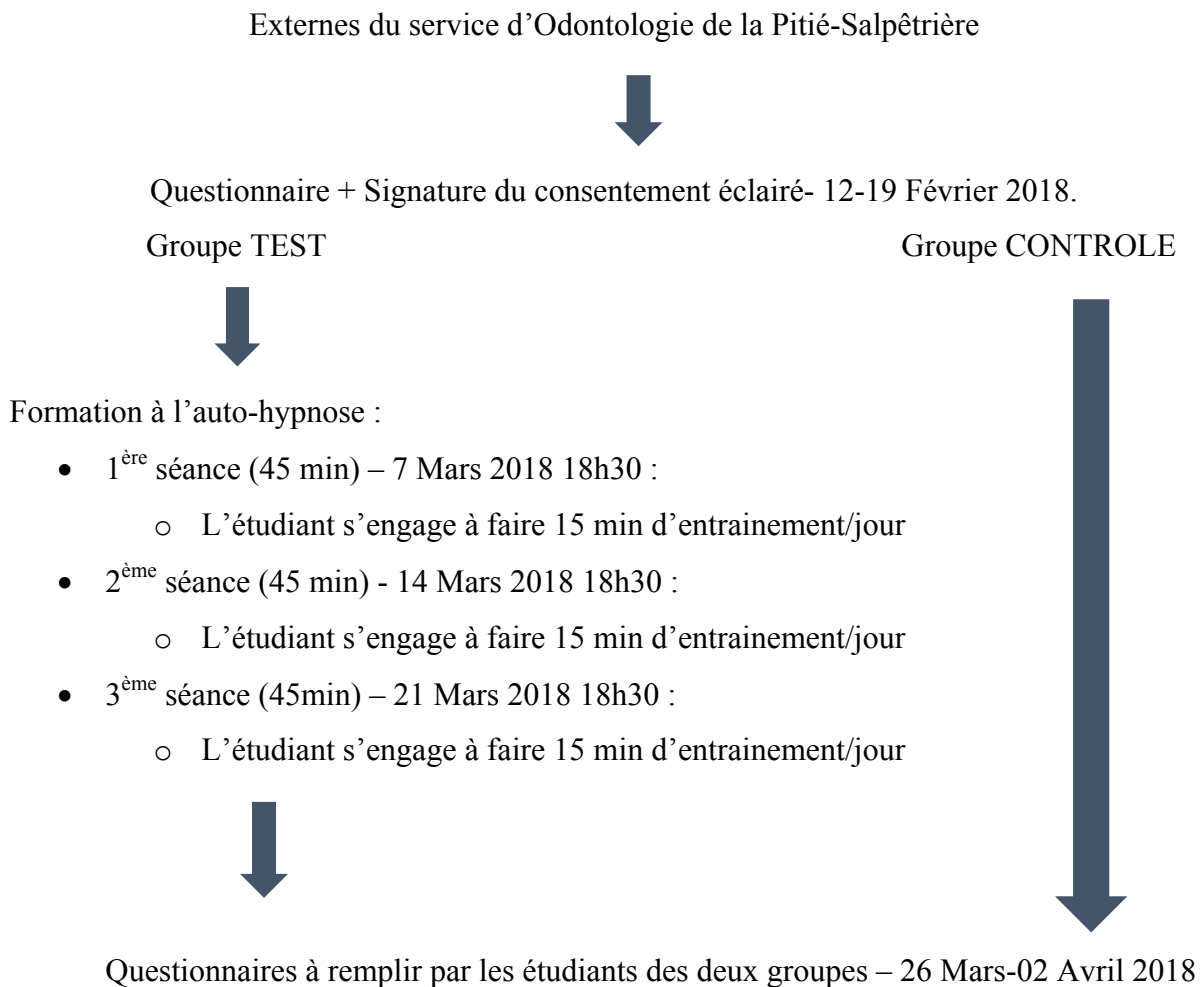 Externes du service d’Odontologie de la Pitié-Salpêtrière
Questionnaire + Signature du consentement éclairé- 12-19 Février 2018.
Groupe TEST
Groupe CONTROLE
Formation à l’auto-hypnose :
• 1ère séance (45 min) – 7 Mars 2018 18h30 :
o L’étudiant s’engage à faire 15 min d’entrainement/jour
• 2ème séance (45 min) - 14 Mars 2018 18h30 :
o L’étudiant s’engage à faire 15 min d’entrainement/jour
• 3ème séance (45min) – 21 Mars 2018 18h30 :
o L’étudiant s’engage à faire 15 min d’entrainement/jour
Questionnaires à remplir par les étudiants des deux groupes – 26 Mars-02 Avril 2018